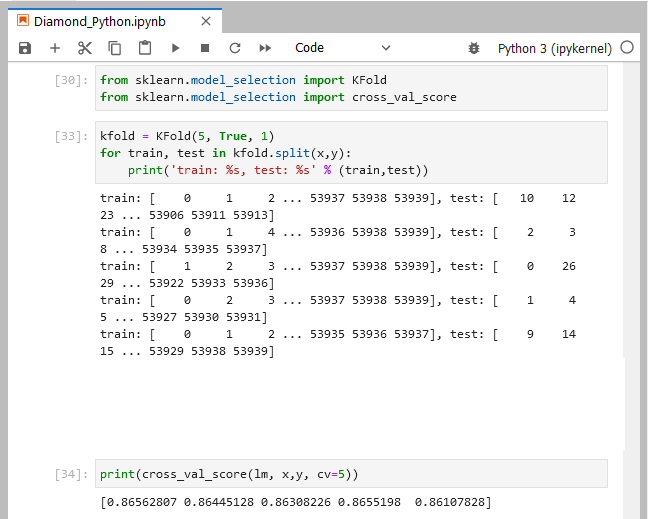 Diamond_Python.ipynb
Code
Python 3 (ipykernel)
[30]: from sklearn.model_selection import KFold
from sklearn.model_selection import cross_val_score
[33]: kfold = KFold(5, True, 1)
for train, test in kfold.split(x,y):
    print('train: %s, test: %s' % (train,test))
train: [    0     1     2 ... 53937 53938 53939], test: [   10    12
23 ... 53906 53911 53913]
train: [    0     1     4 ... 53936 53938 53939], test: [    2     3
8 ... 53934 53935 53937]
train: [    1     2     3 ... 53937 53938 53939], test: [    0    26
29 ... 53922 53933 53936]
train: [    0     2     3 ... 53937 53938 53939], test: [    1     4
5 ... 53927 53930 53931]
train: [    0     1     2 ... 53935 53936 53937], test: [    9    14
15 ... 53929 53938 53939]
[34]: print(cross_val_score(lm, x,y, cv=5))
[0.86562807 0.86445128 0.86308226 0.8655198  0.86107828]